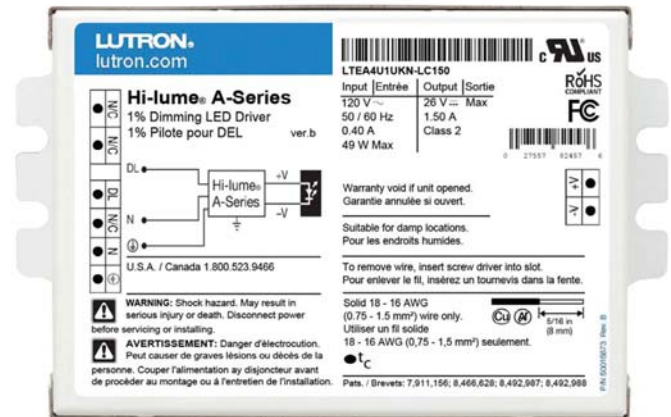 LUTRON®
lutron.com
Hi-lume® A-Series
1% Dimming LED Driver
1% Pilote pour DEL ver.b
N/C
N/C
DL
N/C
N
DL
N
Hi-lume®
A-Series
+V
-V
U.S.A. / Canada 1.800.523.9466
WARNING: Shock hazard. May result in
serious injury or death. Disconnect power
before servicing or installing.
AVERTISSEMENT: Danger d'électrocution.
Peut causer de graves lésions ou décès de la
personne. Couper l'alimentation ay disjoncteur avant
de procéder au montage ou á l'entretien de l'installation.
LTEA4U1UKN-LC150
Input Entrée Output Sortie
120 V ~ 26 V Max
50 / 60 Hz 1.50 A
0.40 A Class 2
49 W Max
c RU US
RoHS
COMPLIANT
FC
0 27557 82457 6
+V
-V
Warranty void if unit opened.
Garantie annulée si ouvert.
Suitable for damp locations.
Pour les endroits humides.
To remove wire, insert screw driver into slot.
Pour enlever le fil, insérez un tournevis dans la fente.
Solid 18 - 16 AWG
(0.75 - 1.5 mm²) wire only.
Utiliser un fil solide
18 - 16 AWG (0,75 - 1,5 mm²) seulement.
Cu Al
5/16 in
(8 mm)
tc
Pats. / Brevets: 7,911,156; 8,466,628; 8,492,987; 8,492,988
P/N 50015673 Rev. B